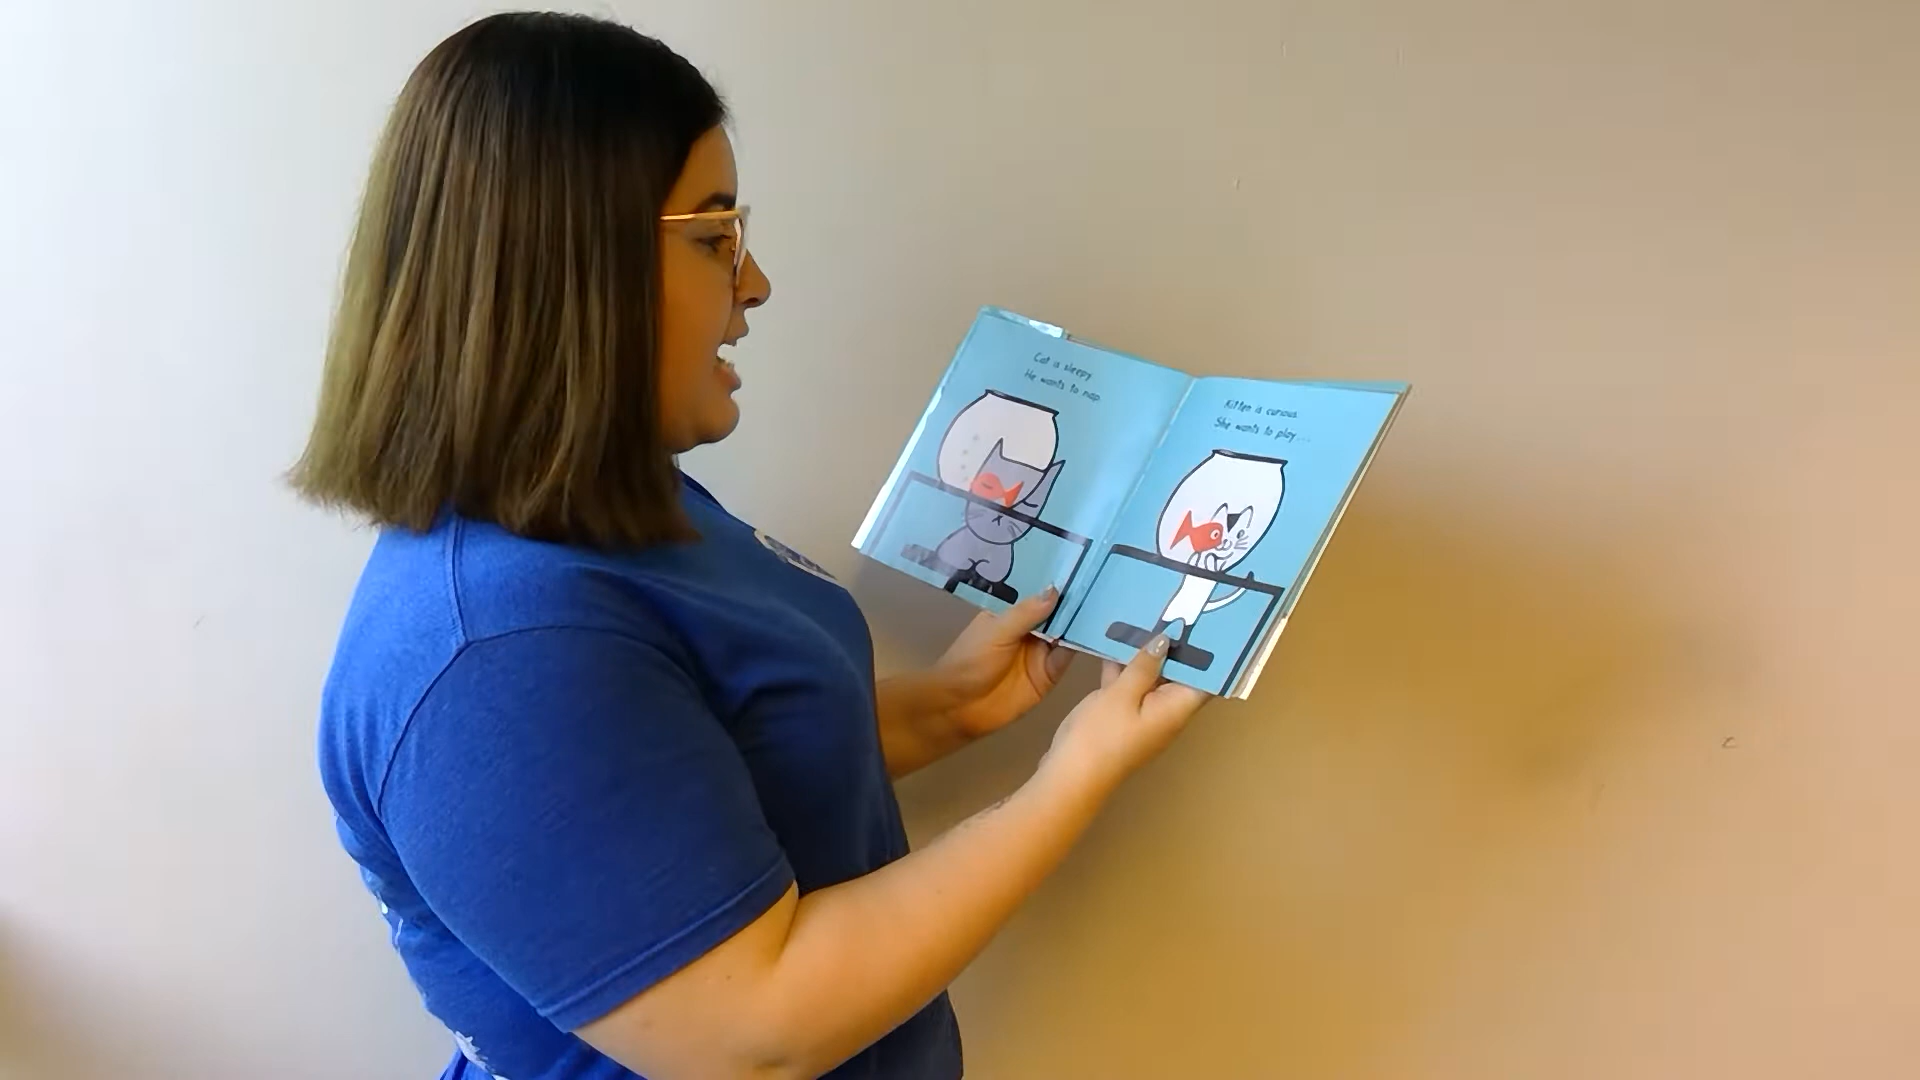 Cat is sleepy.
He wants to nap.
Kitten is curious.
She wants to play...